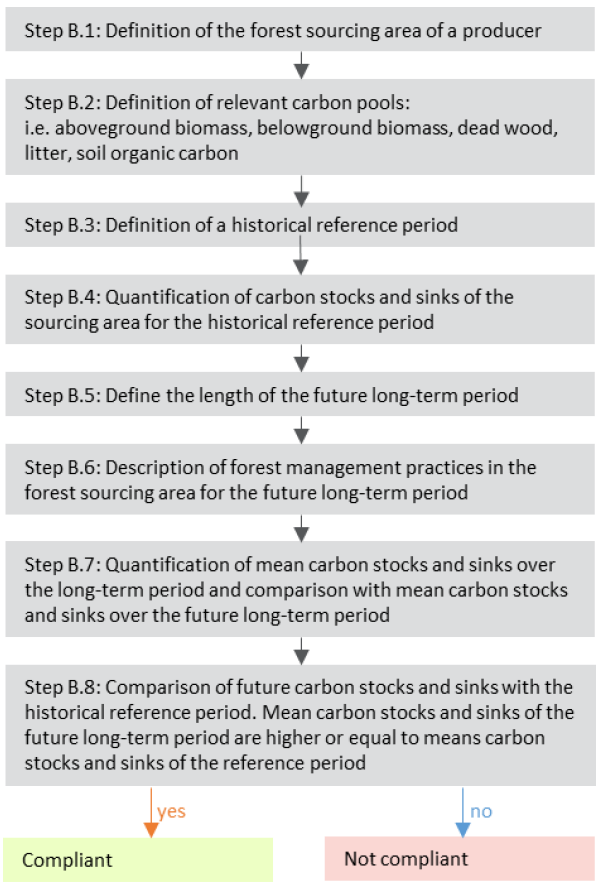 Step B.1: Definition of the forest sourcing area of a producer
Step B.2: Definition of relevant carbon pools:
i.e. aboveground biomass, belowground biomass, dead wood,
litter, soil organic carbon
Step B.3: Definition of a historical reference period
Step B.4: Quantification of carbon stocks and sinks of the
sourcing area for the historical reference period
Step B.5: Define the length of the future long-term period
Step B.6: Description of forest management practices in the
forest sourcing area for the future long-term period
Step B.7: Quantification of mean carbon stocks and sinks over
the long-term period and comparison with mean carbon stocks
and sinks over the future long-term period
Step B.8: Comparison of future carbon stocks and sinks with the
historical reference period. Mean carbon stocks and sinks of the
future long-term period are higher or equal to means carbon
stocks and sinks of the reference period
yes
no
Compliant
Not compliant